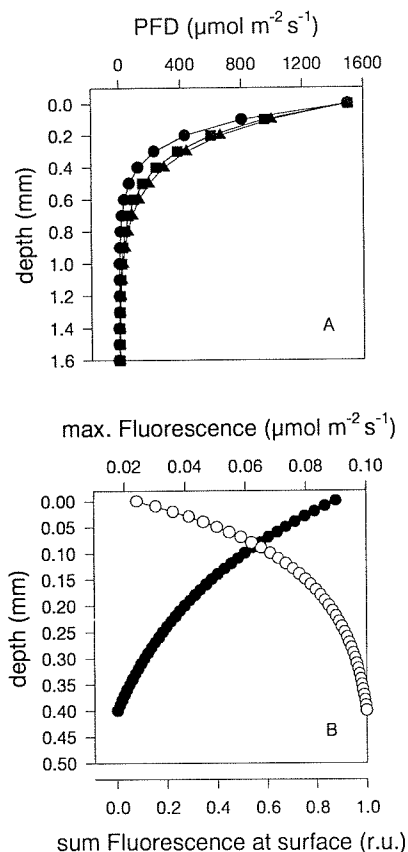 PFD (µmol m⁻² s⁻¹)
0 400 800 1200 1600
0.0
0.2
0.4
0.6
0.8
1.0
1.2
1.4
1.6
depth (mm)
A
max. Fluorescence (µmol m⁻² s⁻¹)
0.02 0.04 0.06 0.08 0.10
0.00
0.05
0.10
0.15
0.20
0.25
0.30
0.35
0.40
0.45
0.50
depth (mm)
B
0.0 0.2 0.4 0.6 0.8 1.0
sum Fluorescence at surface (r.u.)